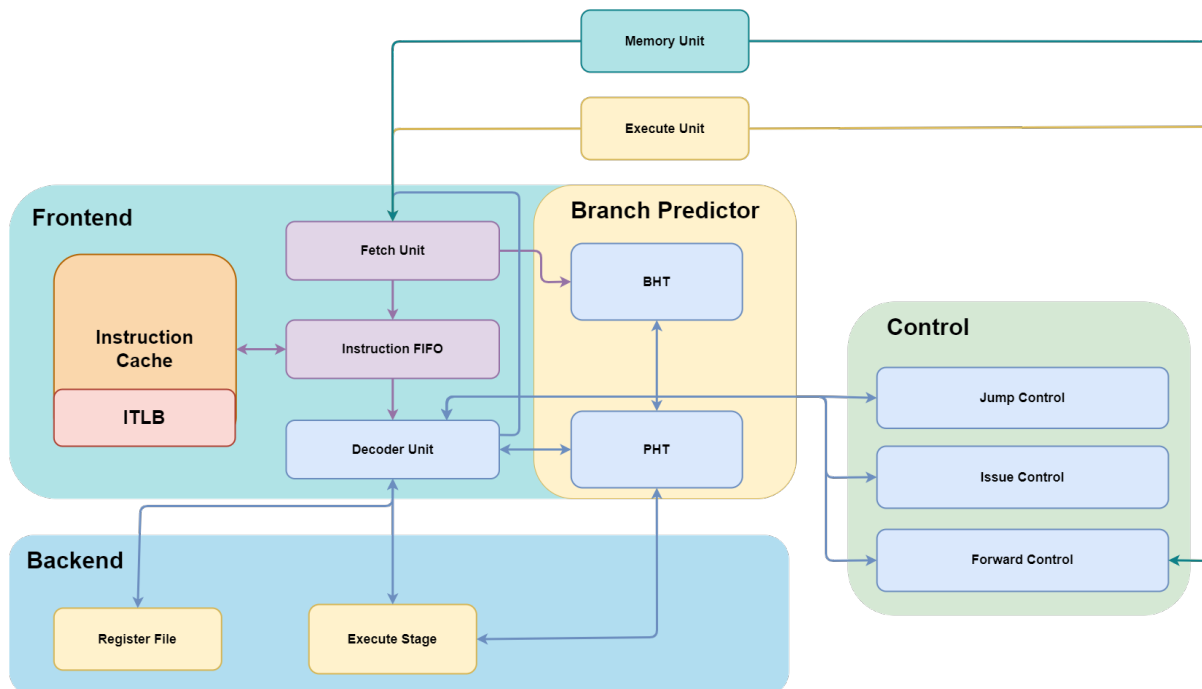 Memory Unit
Execute Unit
Frontend
Branch Predictor
Fetch Unit
BHT
Instruction
Cache
Instruction FIFO
Control
ITLB
Jump Control
Decoder Unit
PHT
Issue Control
Backend
Forward Control
Register File
Execute Stage